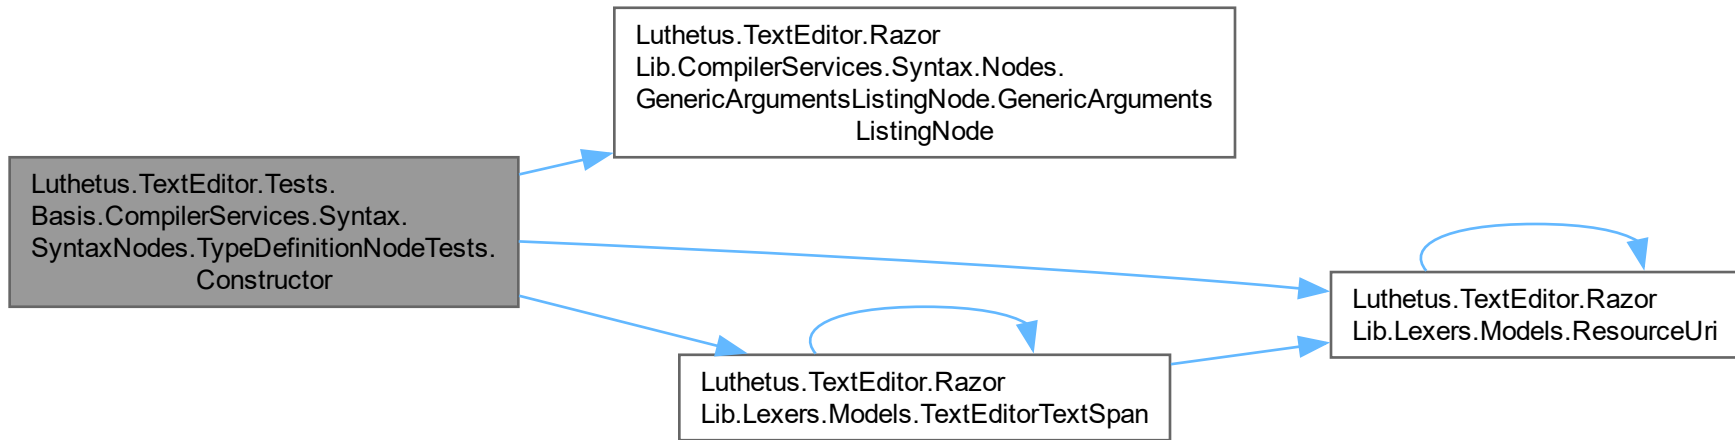 Luthetus.TextEditor.Razor
Lib.CompilerServices.Syntax.Nodes.
GenericArgumentsListingNode.GenericArguments
ListingNode
Luthetus.TextEditor.Tests.
Basis.CompilerServices.Syntax.
SyntaxNodes.TypeDefinitionNodeTests.
Constructor
Luthetus.TextEditor.Razor
Lib.Lexers.Models.ResourceUri
Luthetus.TextEditor.Razor
Lib.Lexers.Models.TextEditorTextSpan